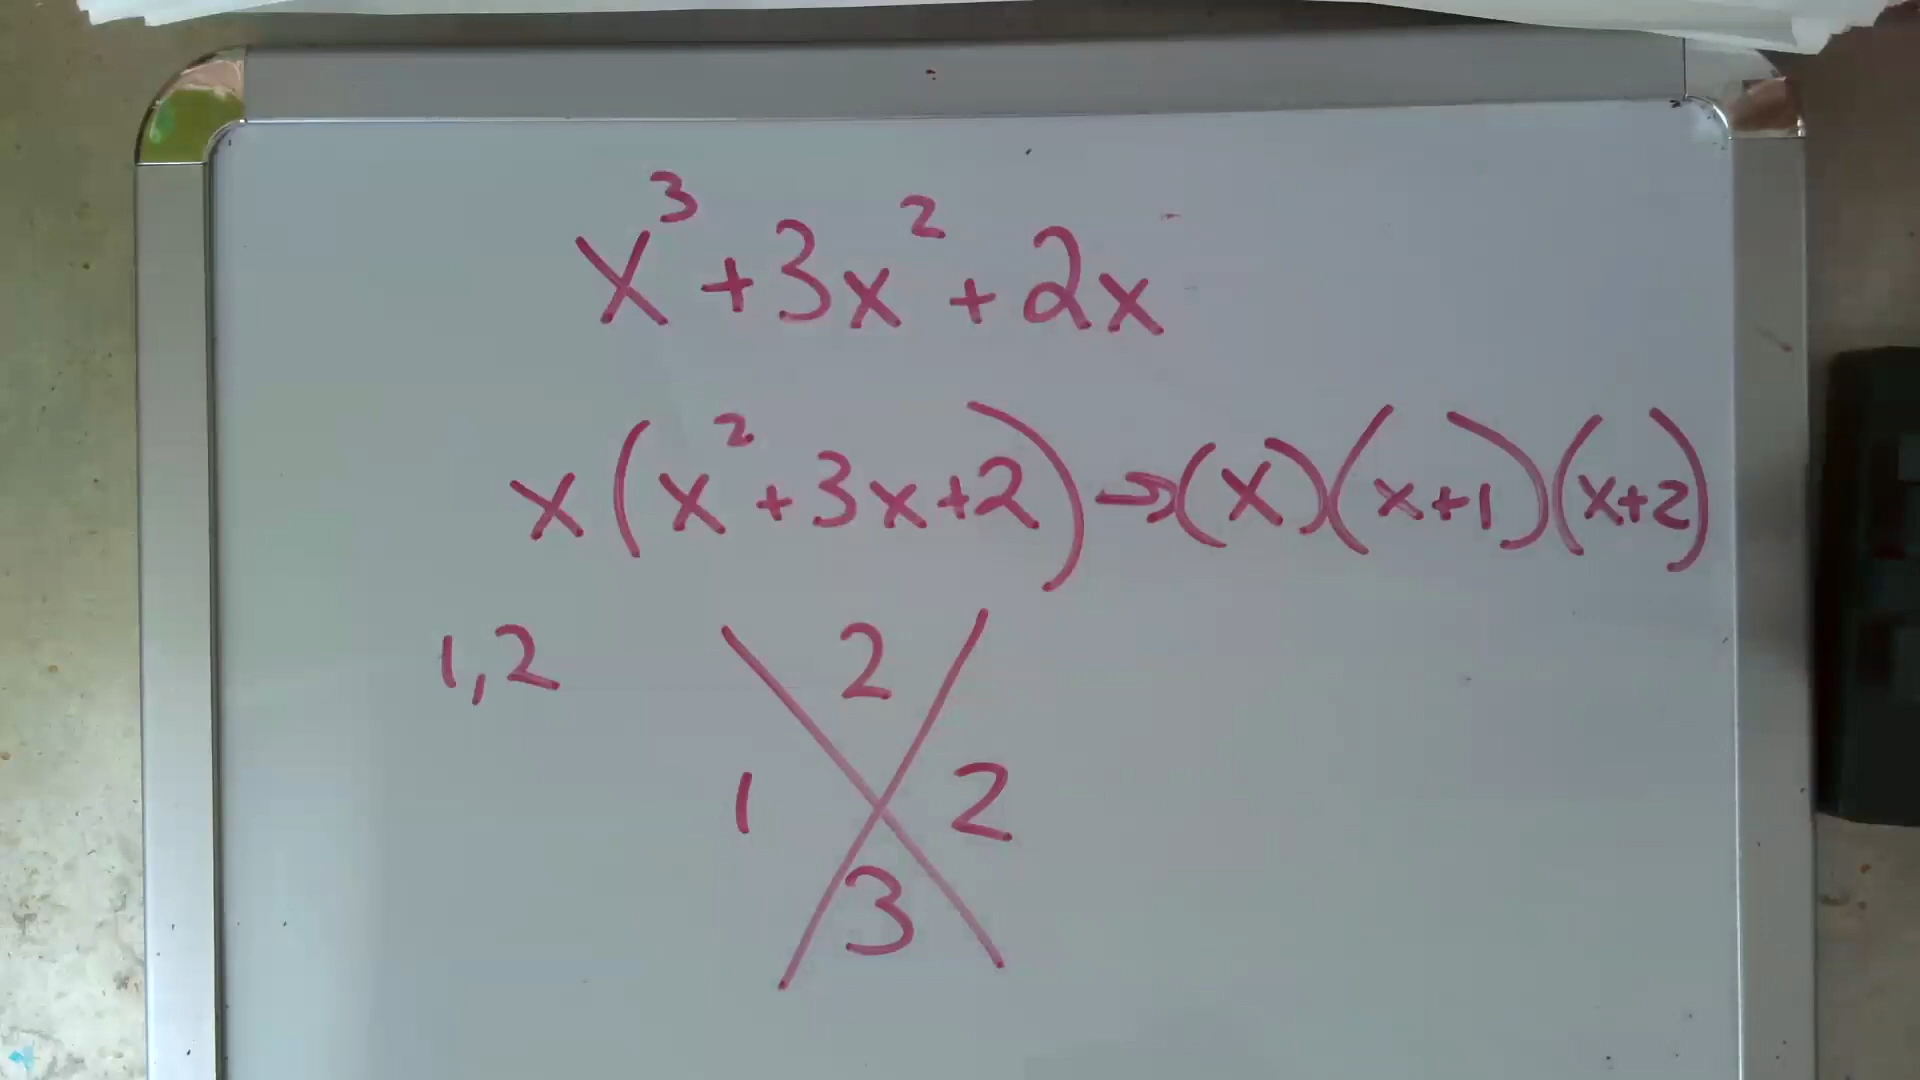 x³+3x²+2x
x(x²+3x+2)→(x)(x+1)(x+2)
1,2
2
1 2
3